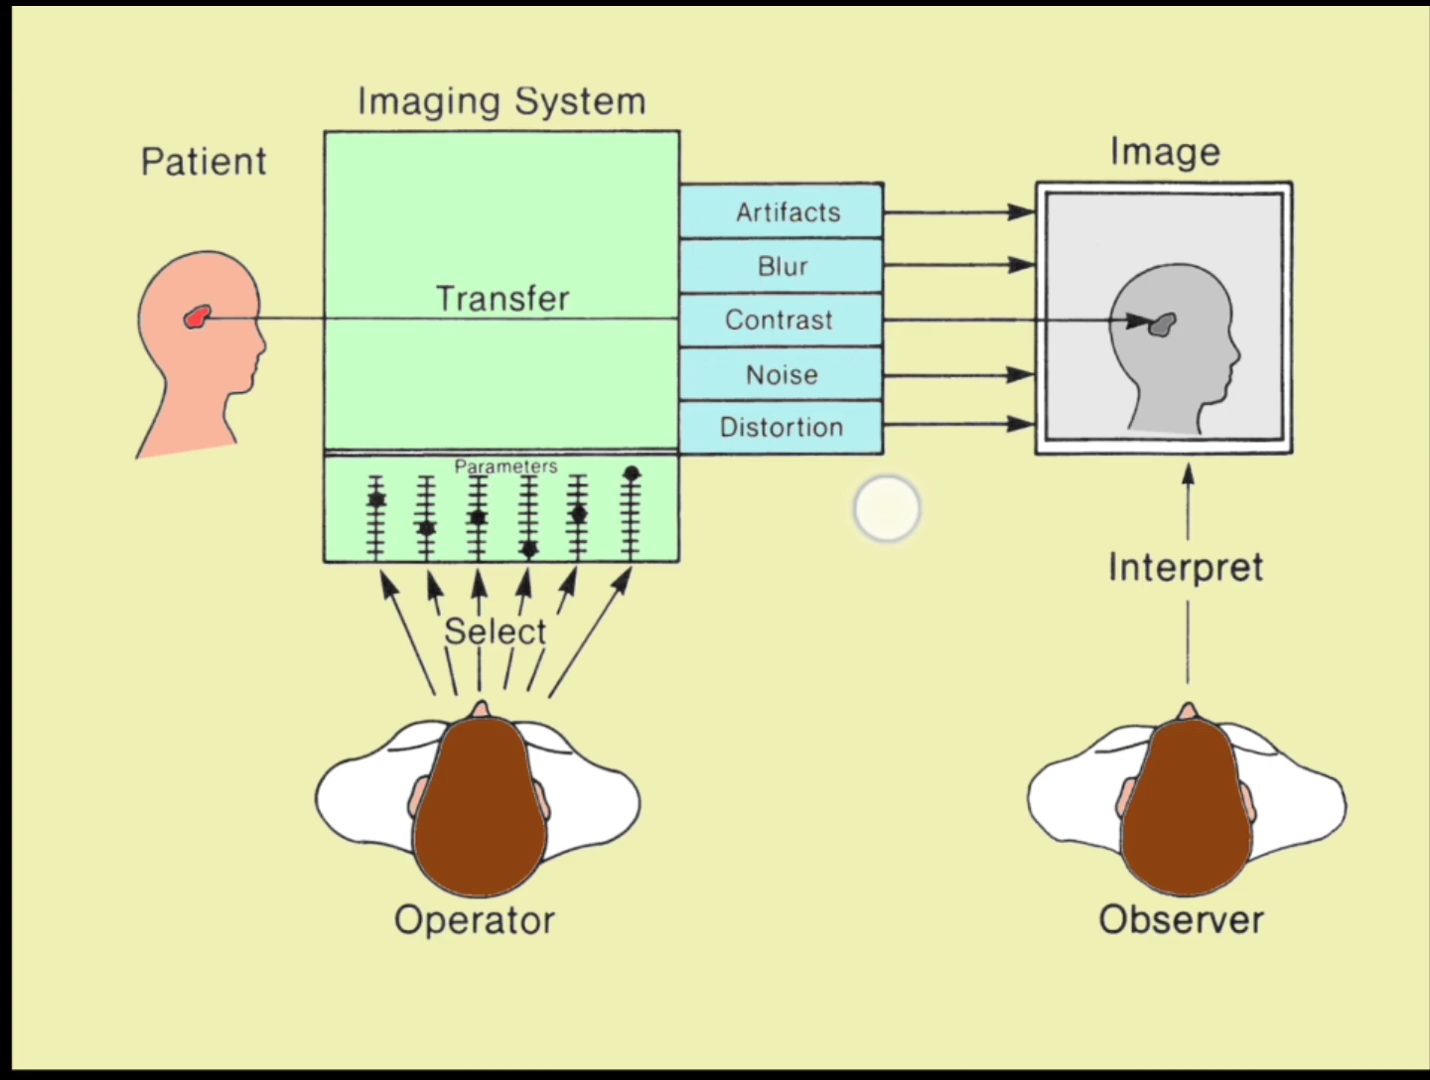 Imaging System
Patient
Image
Transfer
Artifacts
Blur
Contrast
Noise
Distortion
Parameters
Select
Interpret
Operator
Observer